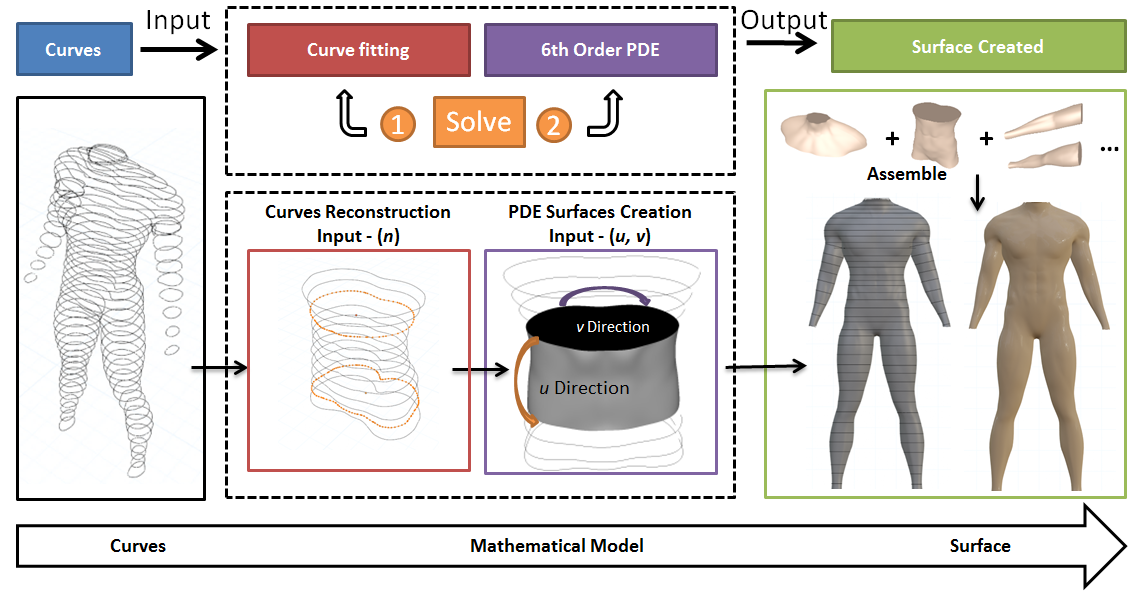 Input
Output
Curves
Curve fitting
6th Order PDE
Surface Created
1
Solve
2
+
+
...
Assemble
Curves Reconstruction
Input - (n)
PDE Surfaces Creation
Input - (u, v)
v Direction
u Direction
Curves
Mathematical Model
Surface